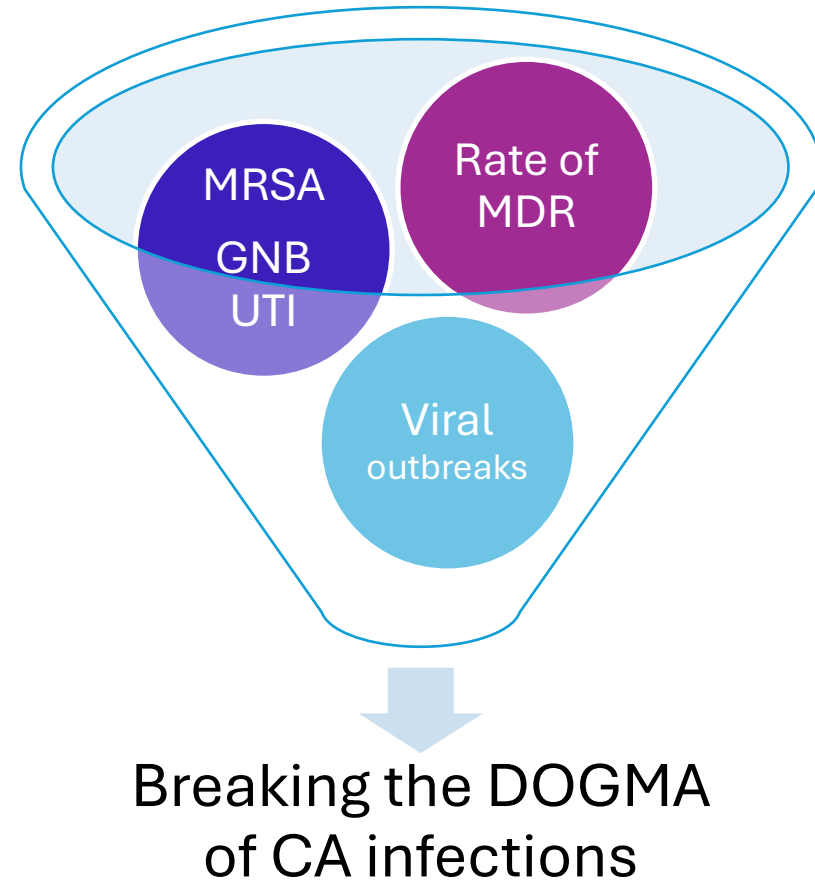 MRSA
GNB
UTI
Rate of
MDR
Viral
outbreaks
Breaking the DOGMA
of CA infections